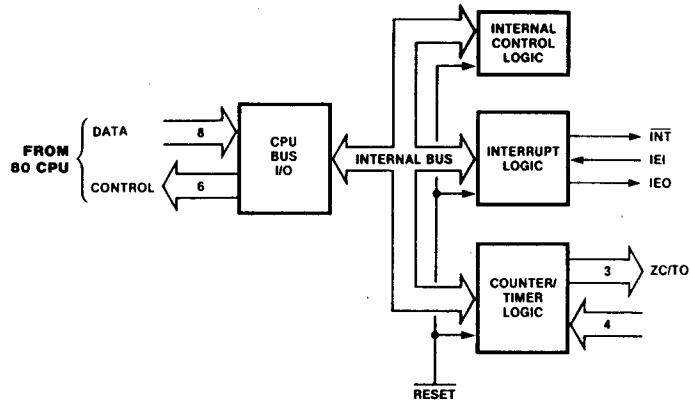 INTERNAL
CONTROL
LOGIC
FROM
80 CPU
DATA
8
CONTROL
6
CPU
BUS
I/O
INTERNAL BUS
INTERRUPT
LOGIC
INT
IEI
IEO
COUNTER/
TIMER
LOGIC
3
ZC/TO
4
RESET